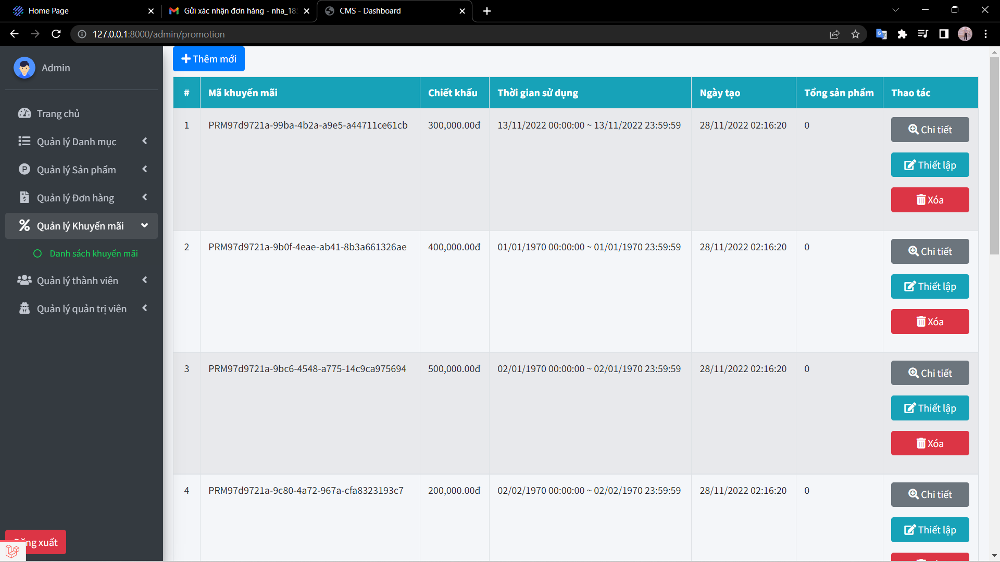 Home Page
Gửi xác nhận đơn hàng - nha_185
CMS - Dashboard
127.0.0.1:8000/admin/promotion
Admin
Trang chủ
Quản lý Danh mục
Quản lý Sản phẩm
Quản lý Đơn hàng
Quản lý Khuyến mãi
Danh sách khuyến mãi
Quản lý thành viên
Quản lý quản trị viên
Đăng xuất
Thêm mới
# Mã khuyến mãi Chiết khấu Thời gian sử dụng Ngày tạo Tổng sản phẩm Thao tác
1 PRM97d9721a-99ba-4b2a-a9e5-a44711ce61cb 300,000.00đ 13/11/2022 00:00:00 ~ 13/11/2022 23:59:59 28/11/2022 02:16:20 0 Chi tiết
Thiết lập
Xóa
2 PRM97d9721a-9b0f-4eae-ab41-8b3a661326ae 400,000.00đ 01/01/1970 00:00:00 ~ 01/01/1970 23:59:59 28/11/2022 02:16:20 0 Chi tiết
Thiết lập
Xóa
3 PRM97d9721a-9bc6-4548-a775-14c9ca975694 500,000.00đ 02/01/1970 00:00:00 ~ 02/01/1970 23:59:59 28/11/2022 02:16:20 0 Chi tiết
Thiết lập
Xóa
4 PRM97d9721a-9c80-4a72-967a-cfa8323193c7 200,000.00đ 02/02/1970 00:00:00 ~ 02/02/1970 23:59:59 28/11/2022 02:16:20 0 Chi tiết
Thiết lập